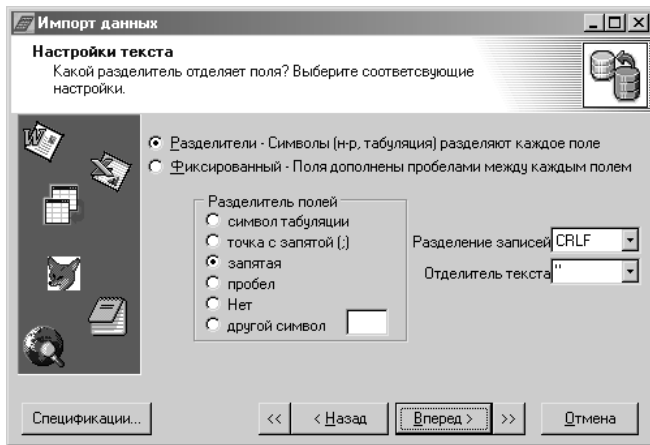 Импорт данных
Настройки текста
Какой разделитель отделяет поля? Выберите соответсвующие
настройки.
Разделители - Символы (н-р, табуляция) разделяют каждое поле
Фиксированный - Поля дополнены пробелами между каждым полем
Разделитель полей
символ табуляции
точка с запятой (;)
запятая
пробел
Нет
другой символ
Разделение записей CRLF
Отделитель текста "
Спецификации... << < Назад Вперед > >> Отмена